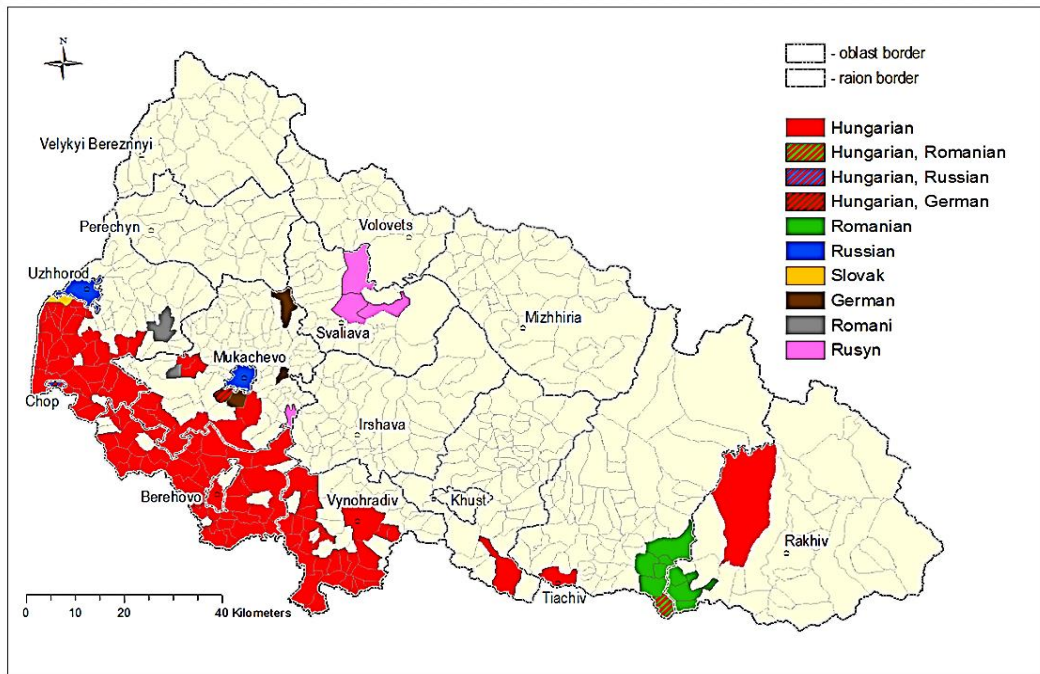 N
- oblast border
- raion border
Hungarian
Hungarian, Romanian
Hungarian, Russian
Hungarian, German
Romanian
Russian
Slovak
German
Romani
Rusyn
Velykyi Bereznnyi
Perechyn
Volovets
Uzhhorod
Mizhhiria
Svaliava
Mukachevo
Chop
Irshava
Berehovo
Vynohradiv
Khust
Rakhiv
Tiachiv
0 10 20 40 Kilometers